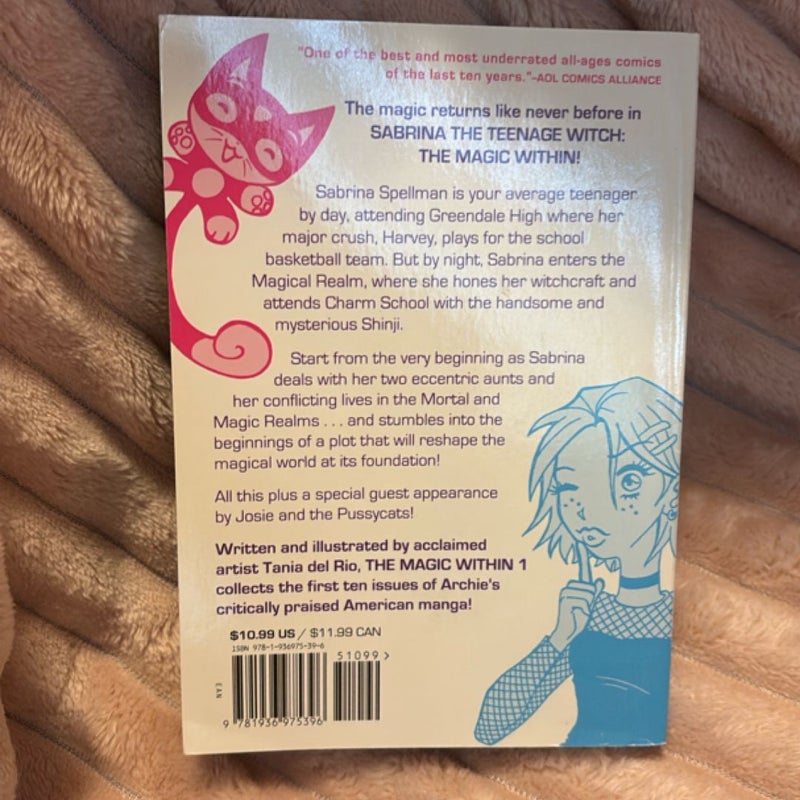 "One of the best and most underrated all-ages comics
of the last ten years."–AOL COMICS ALLIANCE
The magic returns like never before in
SABRINA THE TEENAGE WITCH:
THE MAGIC WITHIN!
Sabrina Spellman is your average teenager
by day, attending Greendale High where her
major crush, Harvey, plays for the school
basketball team. But by night, Sabrina enters the
Magical Realm, where she hones her witchcraft and
attends Charm School with the handsome and
mysterious Shinji.
Start from the very beginning as Sabrina
deals with her two eccentric aunts and
her conflicting lives in the Mortal and
Magic Realms . . . and stumbles into the
beginnings of a plot that will reshape the
magical world at its foundation!
All this plus a special guest appearance
by Josie and the Pussycats!
Written and illustrated by acclaimed
artist Tania del Rio, THE MAGIC WITHIN 1
collects the first ten issues of Archie's
critically praised American manga!
$10.99 US / $11.99 CAN
ISBN 978-1-936975-39-6
51099>
EAN
9 781936 975396